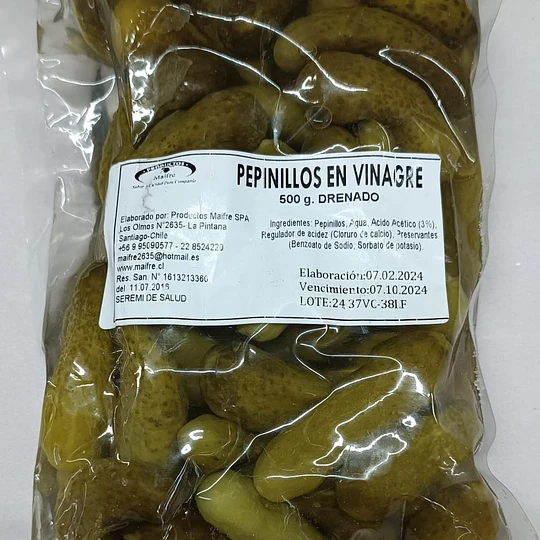 PRODUCTOS
Maifre
PEPINILLOS EN VINAGRE
500 g. DRENADO
Elaborado por: Productos Maifre SPA
Los Olmos N°2635- La Pintana
Santiago-Chile
+56 9 95090577 - 22 8524220
maifre2635@hotmail.es
www.maifre.cl
Res. San. N° 1613213360
del 11.07.2016
SEREMI DE SALUD
Ingredientes: Pepinillos, Agua, Acido Acético (3%),
Regulador de acidez (Cloruro de calcio), Preservantes
(Benzoato de Sodio, Sorbato de potasio).
Elaboración:07.02.2024
Vencimiento:07.10.2024
LOTE:24 37VC-38LF